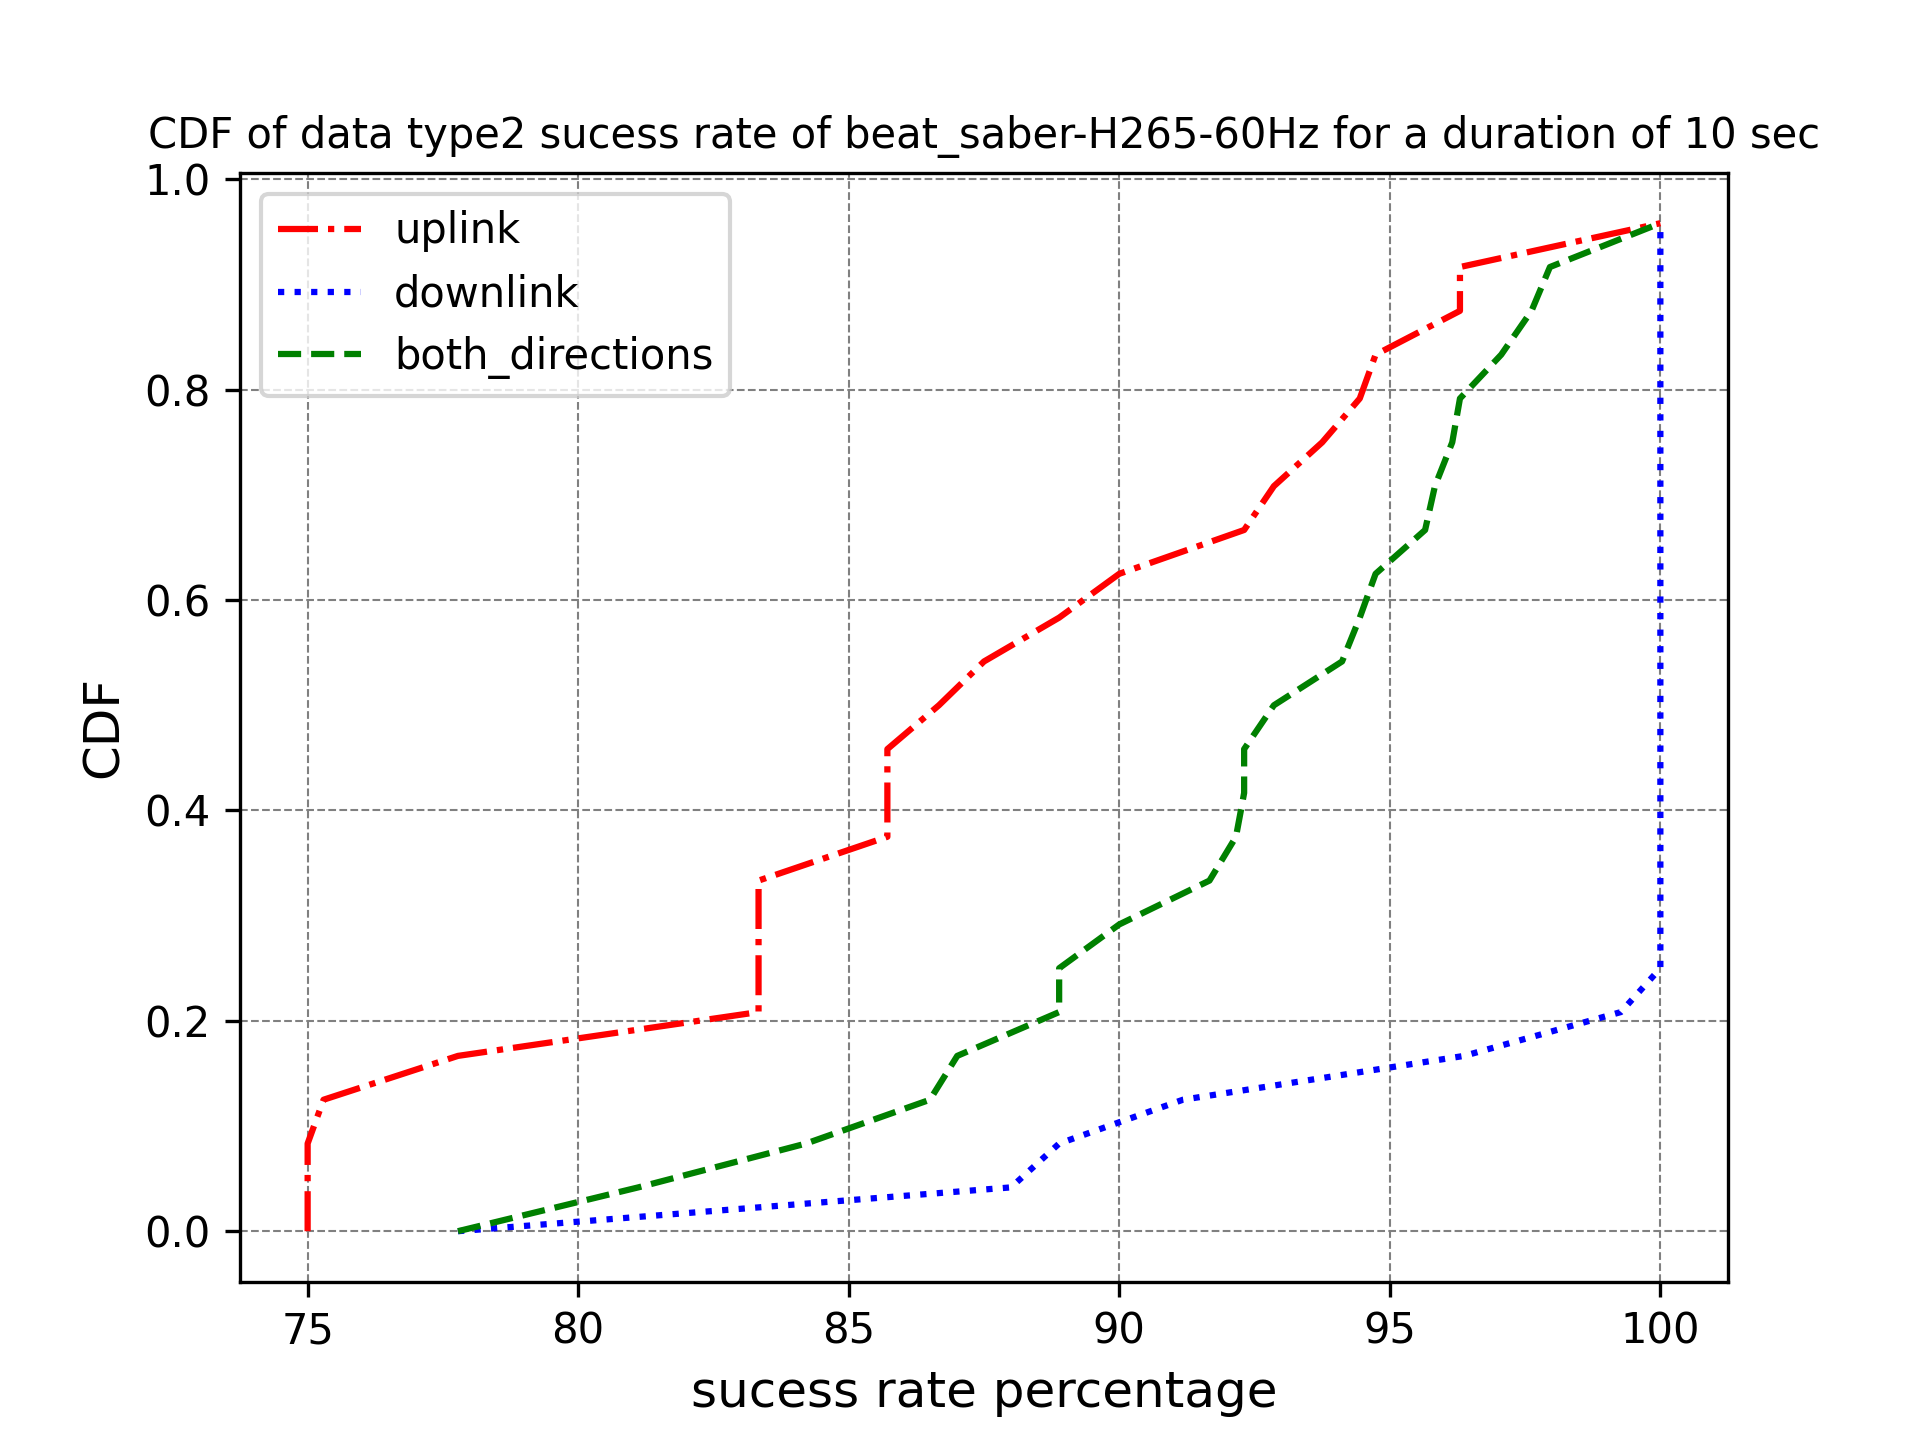 CDF of data type2 sucess rate of beat_saber-H265-60Hz for a duration of 10 sec
1.0
uplink
downlink
both_directions
0.8
0.6
CDF
0.4
0.2
0.0
75 80 85 90 95 100
sucess rate percentage